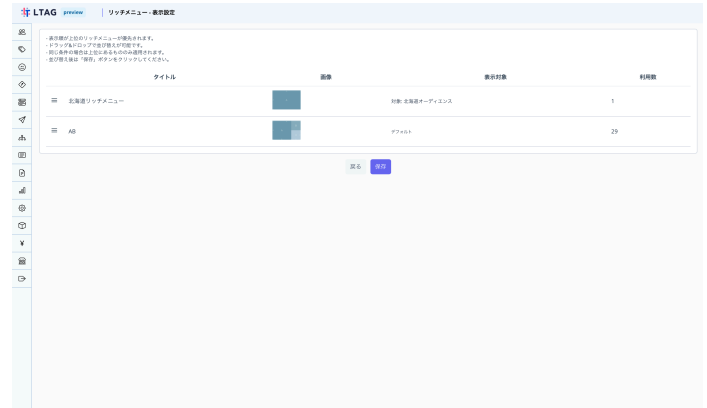 LTAG preview リッチメニュー - 表示設定
- 表示順が上位のリッチメニューが優先されます。
- ドラッグ&ドロップで並び替えが可能です。
- 同じ条件の場合は上位にあるもののみ適用されます。
- 並び替え後は「保存」ボタンをクリックしてください。
タイトル 画像 表示対象 利用数
北海道リッチメニュー 対象: 北海道オーディエンス 1
AB デフォルト 29
戻る 保存
¥